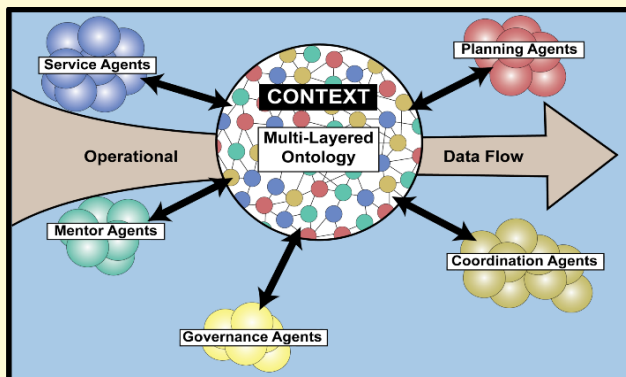 Service Agents
Planning Agents
CONTEXT
Multi-Layered
Ontology
Operational
Data Flow
Mentor Agents
Coordination Agents
Governance Agents